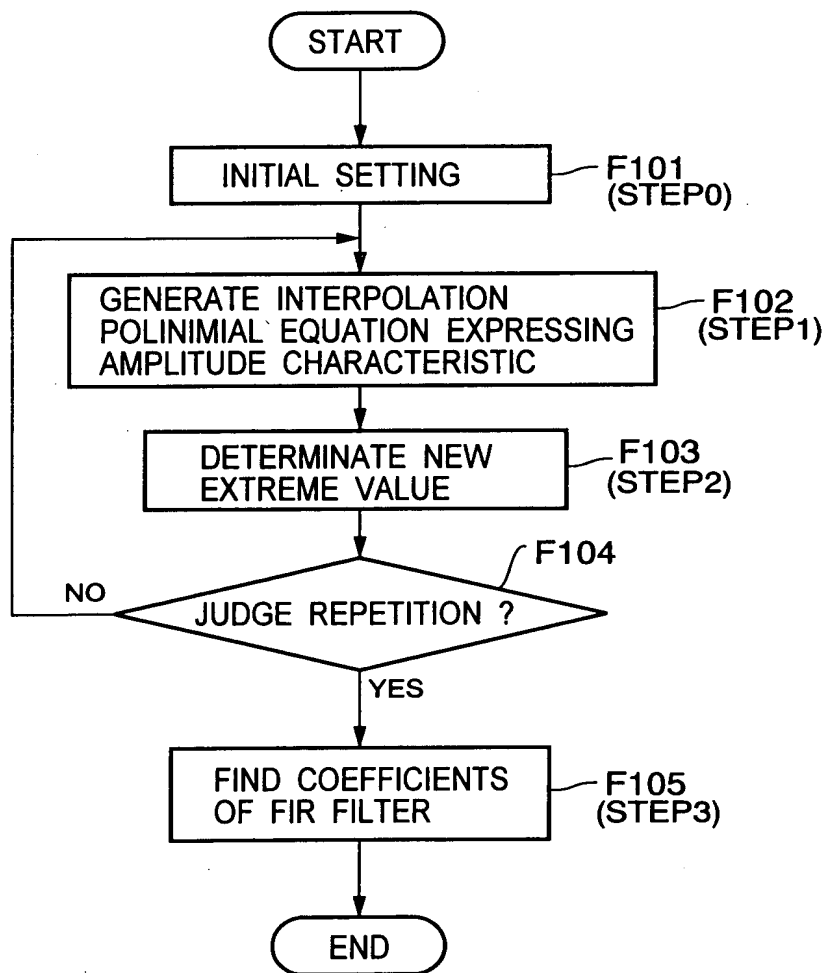 START
INITIAL SETTING
F101
(STEP0)
GENERATE INTERPOLATION
POLINIMIAL EQUATION EXPRESSING
AMPLITUDE CHARACTERISTIC
F102
(STEP1)
DETERMINATE NEW
EXTREME VALUE
F103
(STEP2)
F104
NO
JUDGE REPETITION ?
YES
FIND COEFFICIENTS
OF FIR FILTER
F105
(STEP3)
END